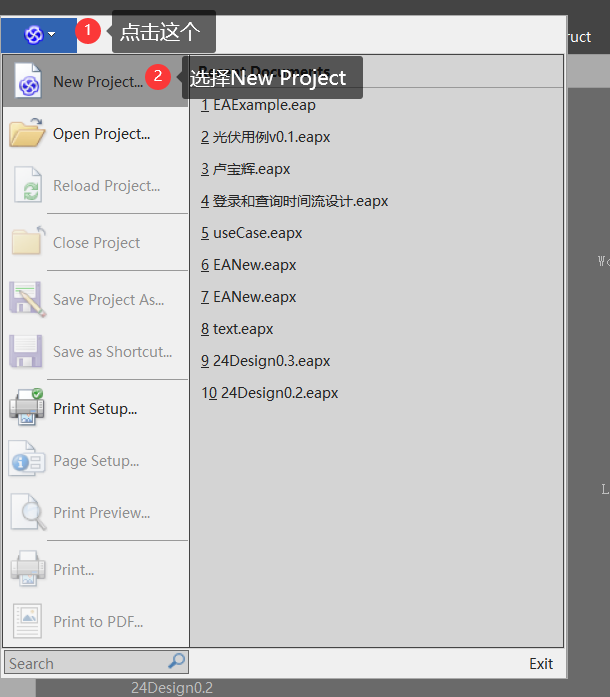 1 点击这个
ruct
New Project... 2 选择New Project
1 EAExample.eap
Open Project...
2 光伏用例v0.1.eapx
3 卢宝辉.eapx
Reload Project...
4 登录和查询时间流设计.eapx
5 useCase.eapx
Close Project
6 EANew.eapx
Save Project As...
7 EANew.eapx
8 text.eapx
Save as Shortcut...
9 24Design0.3.eapx
10 24Design0.2.eapx
Print Setup...
Page Setup...
Print Preview...
Print...
Print to PDF...
Search
Exit
24Design0.2
Wo
L